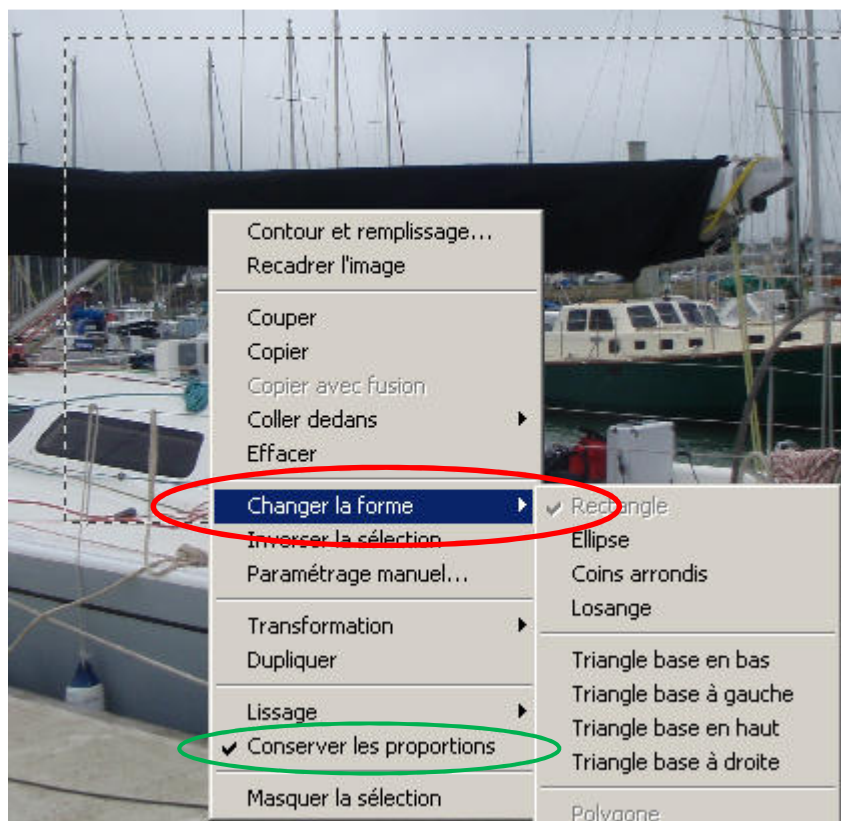 Contour et remplissage...
Recadrer l'image
Couper
Copier
Copier avec fusion
Coller dedans
Effacer
Changer la forme
Inverser la sélection
Paramétrage manuel...
Transformation
Dupliquer
Lissage
Conserver les proportions
Masquer la sélection
Rectangle
Ellipse
Coins arrondis
Losange
Triangle base en bas
Triangle base à gauche
Triangle base en haut
Triangle base à droite
Polygone